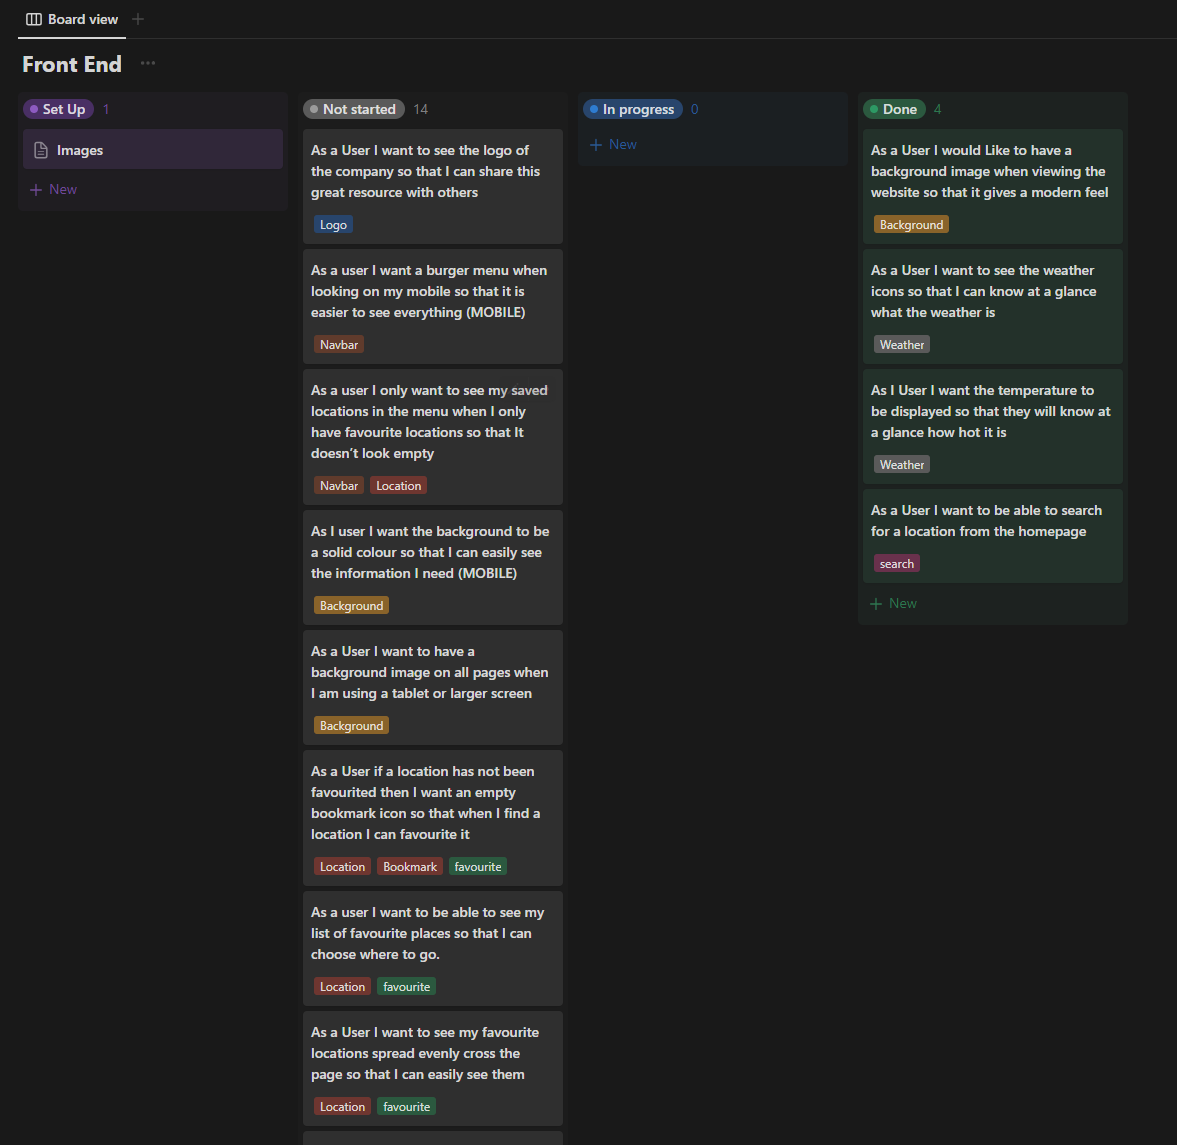 Board view
Front End
Set Up 1
Images
New
Not started 14
As a User I want to see the logo of
the company so that I can share this
great resource with others
Logo
As a user I want a burger menu when
looking on my mobile so that it is
easier to see everything (MOBILE)
Navbar
As a user I only want to see my saved
locations in the menu when I only
have favourite locations so that It
doesn’t look empty
Navbar Location
As I user I want the background to be
a solid colour so that I can easily see
the information I need (MOBILE)
Background
As a User I want to have a
background image on all pages when
I am using a tablet or larger screen
Background
As a User if a location has not been
favourited then I want an empty
bookmark icon so that when I find a
location I can favourite it
Location Bookmark favourite
As a user I want to be able to see my
list of favourite places so that I can
choose where to go.
Location favourite
As a User I want to see my favourite
locations spread evenly cross the
page so that I can easily see them
Location favourite
In progress 0
New
Done 4
As a User I would Like to have a
background image when viewing the
website so that it gives a modern feel
Background
As a User I want to see the weather
icons so that I can know at a glance
what the weather is
Weather
As I User I want the temperature to
be displayed so that they will know at
a glance how hot it is
Weather
As a User I want to be able to search
for a location from the homepage
search
New